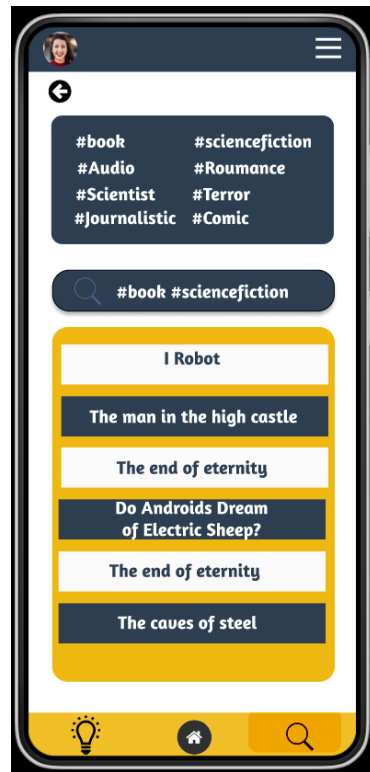 #book #sciencefiction
#Audio #Roumance
#Scientist #Terror
#Journalistic #Comic
#book #sciencefiction
I Robot
The man in the high castle
The end of eternity
Do Androids Dream
of Electric Sheep?
The end of eternity
The caves of steel